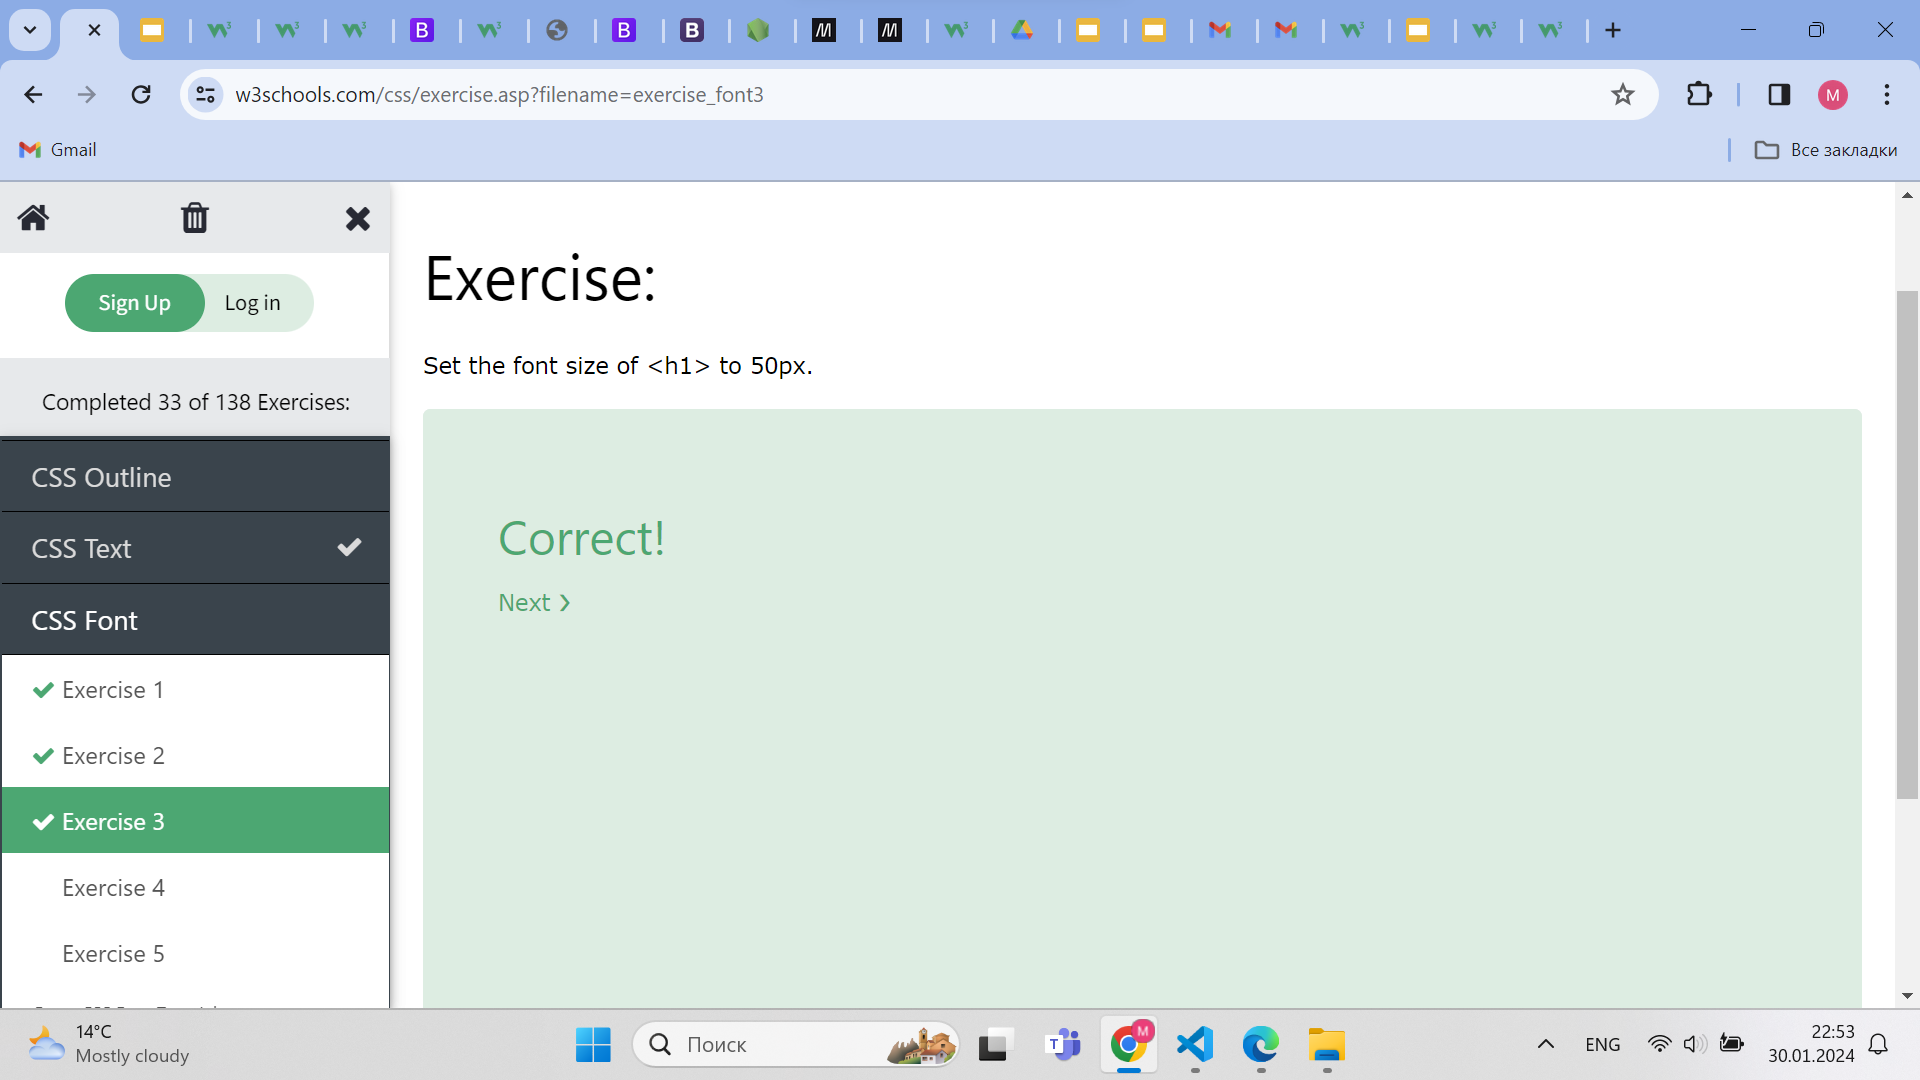 w3schools.com/css/exercise.asp?filename=exercise_font3
M
Gmail
Все закладки
Sign Up
Log in
Completed 33 of 138 Exercises:
CSS Outline
CSS Text
CSS Font
Exercise 1
Exercise 2
Exercise 3
Exercise 4
Exercise 5
Exercise:
Set the font size of <h1> to 50px.
Correct!
Next ❯
14°C
Mostly cloudy
Поиск
ENG
22:53
30.01.2024